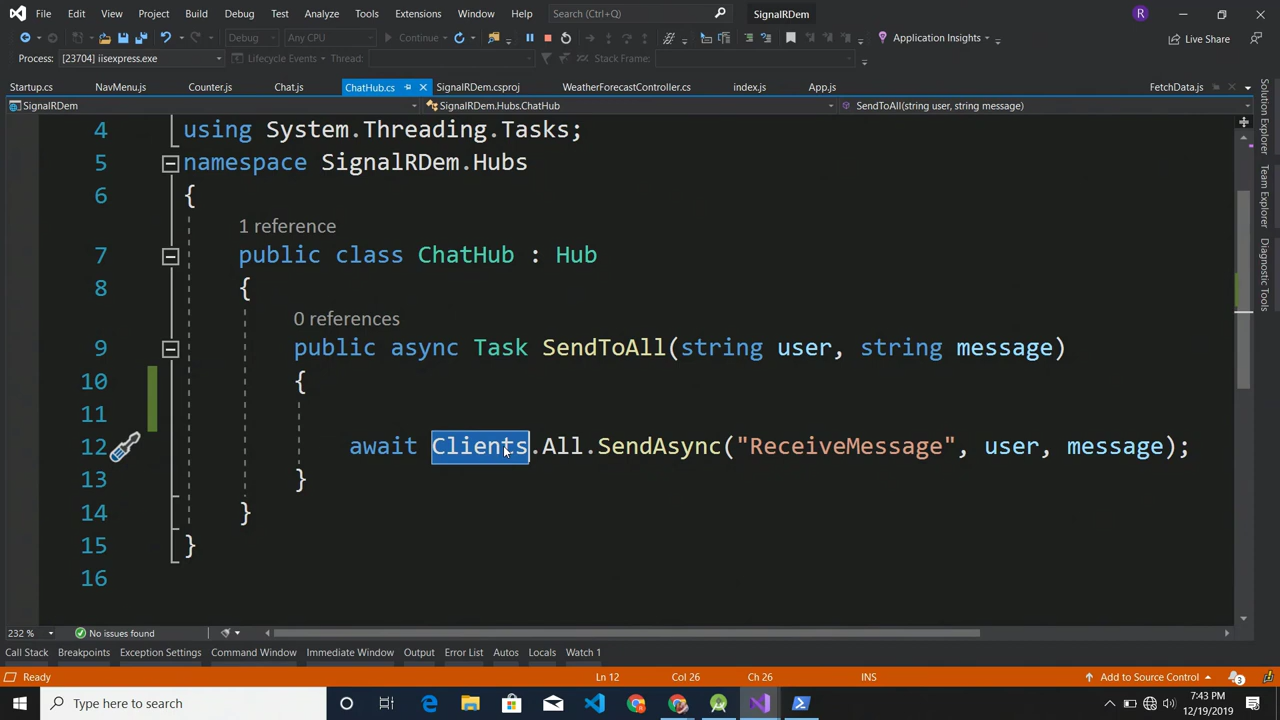 File Edit View Project Build Debug Test Analyze Tools Extensions Window Help Search (Ctrl+Q) SignalRDem R
Debug Any CPU Continue Application Insights Live Share
Process: [23704] iisexpress.exe Lifecycle Events Thread: Stack Frame:
Startup.cs NavMenu.js Counter.js Chat.js ChatHub.cs SignalRDem.csproj WeatherForecastController.cs index.js App.js FetchData.js
SignalRDem SignalRDem.Hubs.ChatHub SendToAll(string user, string message)
4 using System.Threading.Tasks;
5 namespace SignalRDem.Hubs
6 {
1 reference
7 public class ChatHub : Hub
8 {
0 references
9 public async Task SendToAll(string user, string message)
10 {
11
12 await Clients.All.SendAsync("ReceiveMessage", user, message);
13 }
14 }
15 }
16
Solution Explorer
Team Explorer
Diagnostic Tools
232 % No issues found
Call Stack Breakpoints Exception Settings Command Window Immediate Window Output Error List Autos Locals Watch 1
Ready Ln 12 Col 26 Ch 26 INS Add to Source Control 3
Type here to search 7:43 PM
12/19/2019